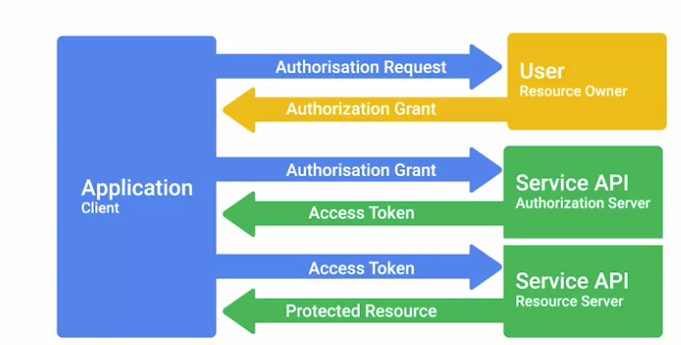 Application
Client
Authorisation Request
Authorization Grant
User
Resource Owner
Authorisation Grant
Access Token
Service API
Authorization Server
Access Token
Protected Resource
Service API
Resource Server